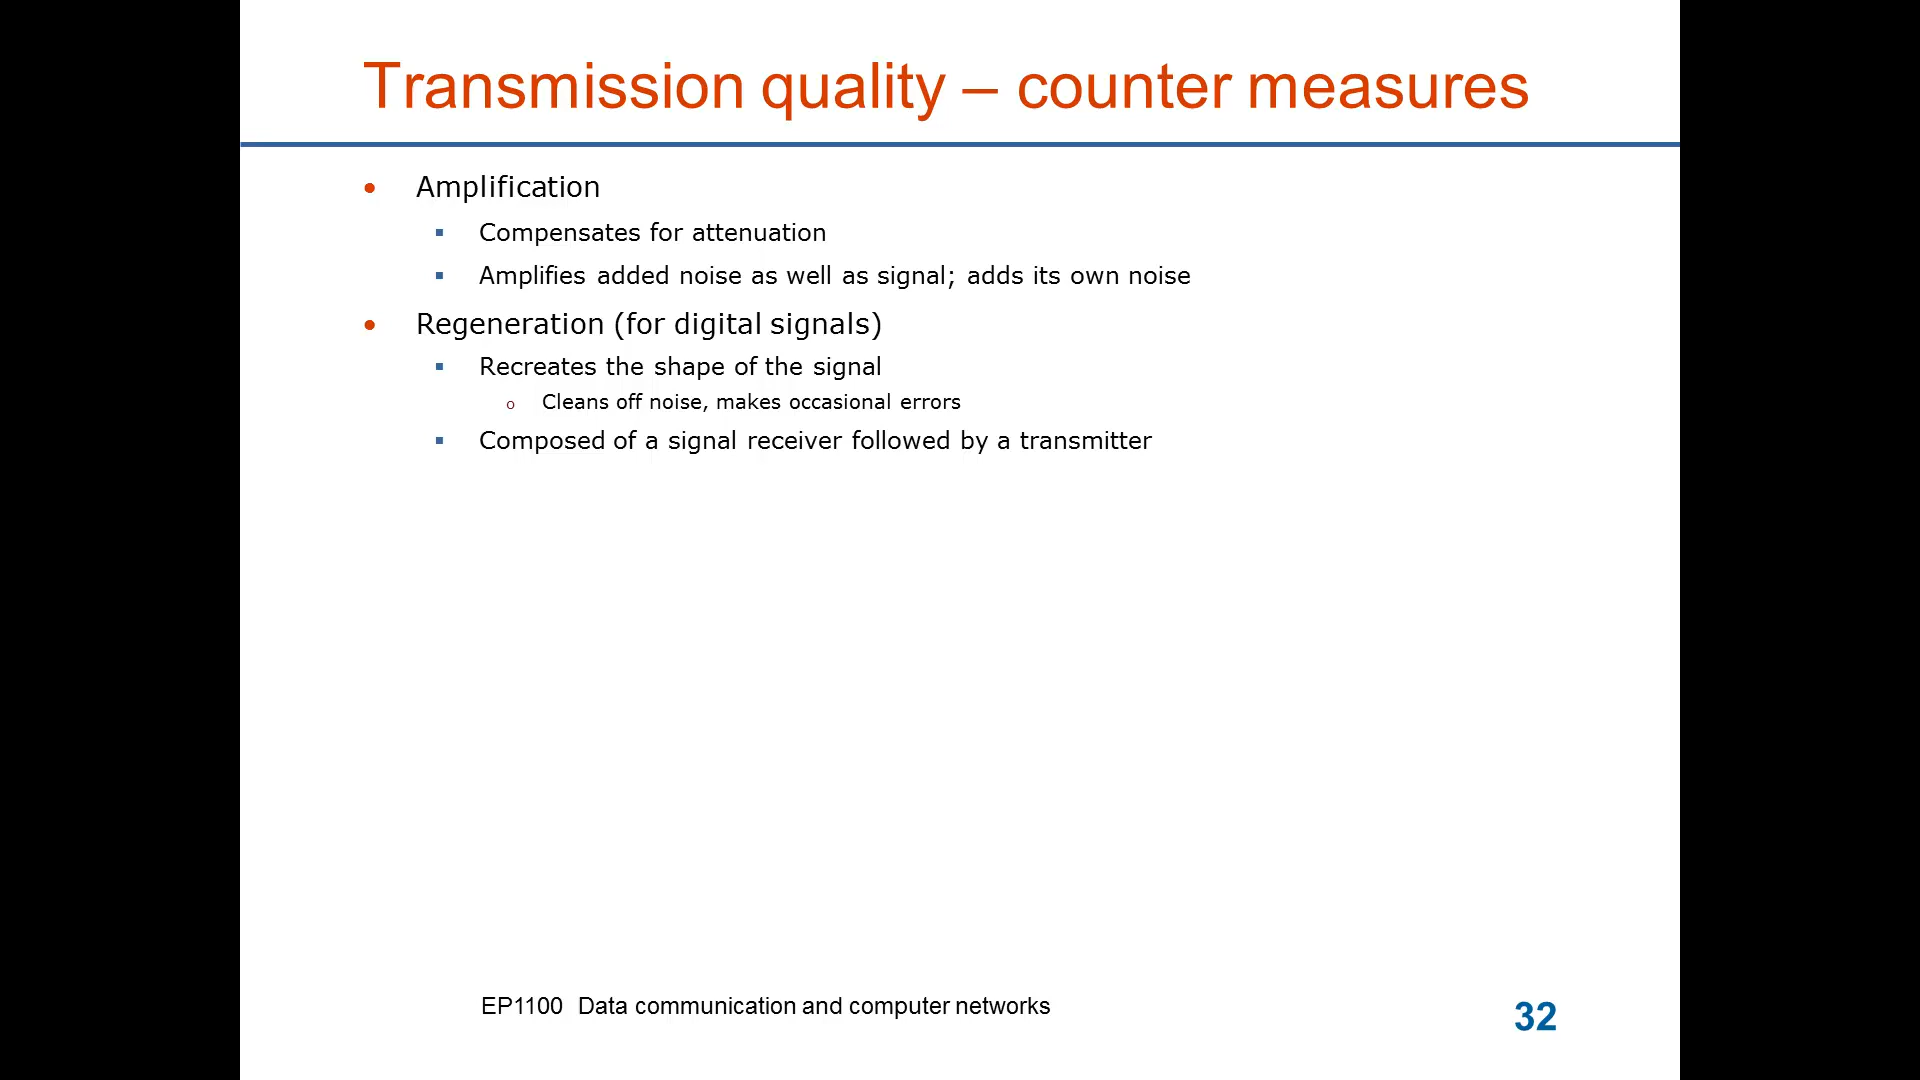 Transmission quality – counter measures
• Amplification
▪ Compensates for attenuation
▪ Amplifies added noise as well as signal; adds its own noise
• Regeneration (for digital signals)
▪ Recreates the shape of the signal
o Cleans off noise, makes occasional errors
▪ Composed of a signal receiver followed by a transmitter
EP1100 Data communication and computer networks
32